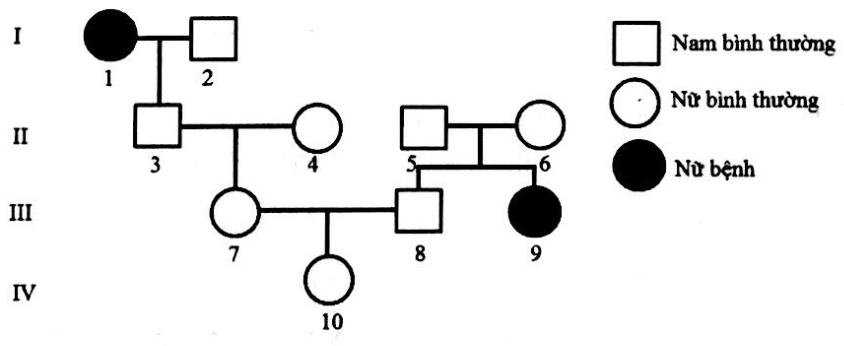 I
1
2
Nam bình thường
Nữ bình thường
II
3
4
5
6
Nữ bệnh
III
7
8
9
IV
10